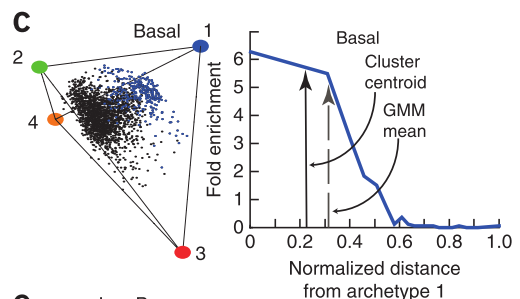 C
Basal
1
2
4
3
Fold enrichment
6
5
4
3
2
1
0
Basal
Cluster
centroid
GMM
mean
0 0.2 0.4 0.6 0.8 1.0
Normalized distance
from archetype 1